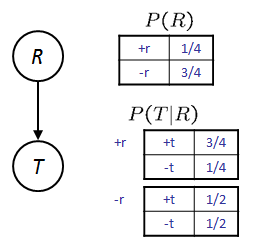 R
T
P(R)
+r 1/4
-r 3/4
P(T|R)
+r +t 3/4
-t 1/4
-r +t 1/2
-t 1/2